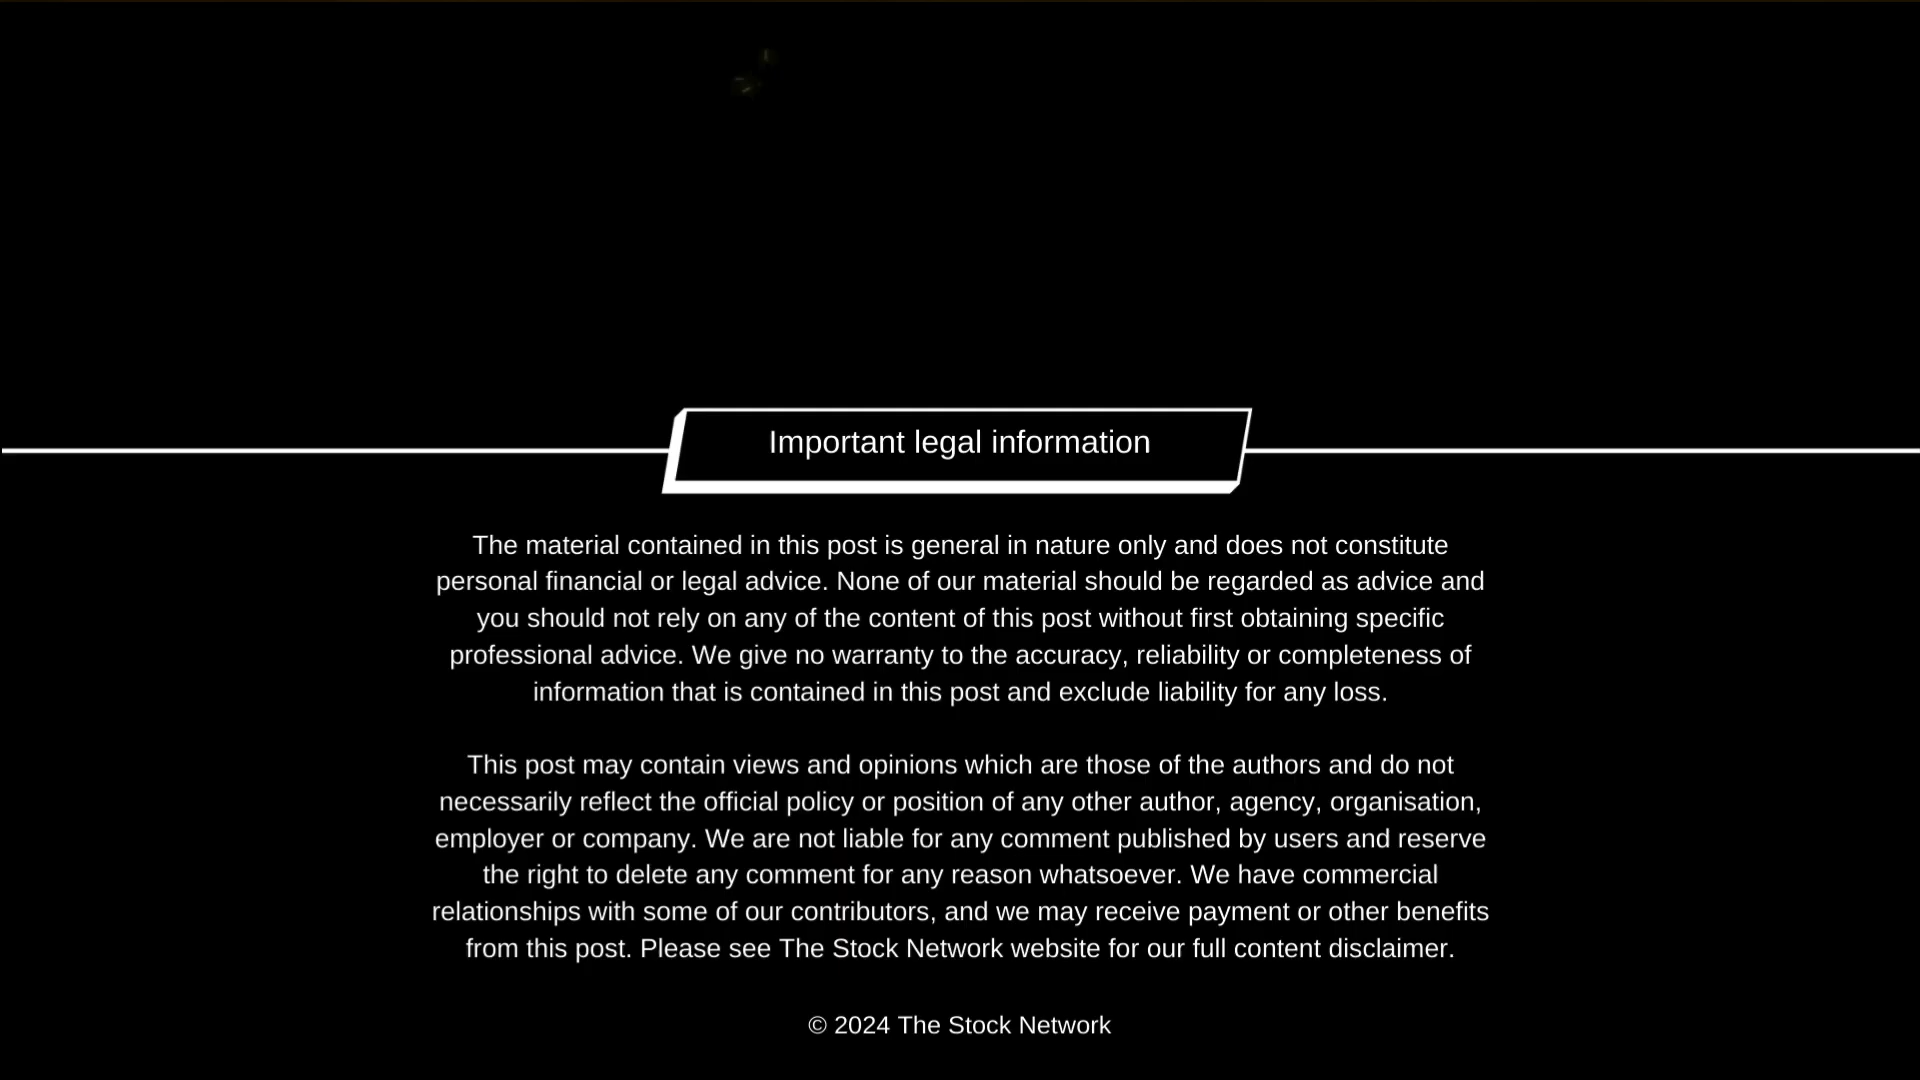 Important legal information
The material contained in this post is general in nature only and does not constitute
personal financial or legal advice. None of our material should be regarded as advice and
you should not rely on any of the content of this post without first obtaining specific
professional advice. We give no warranty to the accuracy, reliability or completeness of
information that is contained in this post and exclude liability for any loss.
This post may contain views and opinions which are those of the authors and do not
necessarily reflect the official policy or position of any other author, agency, organisation,
employer or company. We are not liable for any comment published by users and reserve
the right to delete any comment for any reason whatsoever. We have commercial
relationships with some of our contributors, and we may receive payment or other benefits
from this post. Please see The Stock Network website for our full content disclaimer.
© 2024 The Stock Network